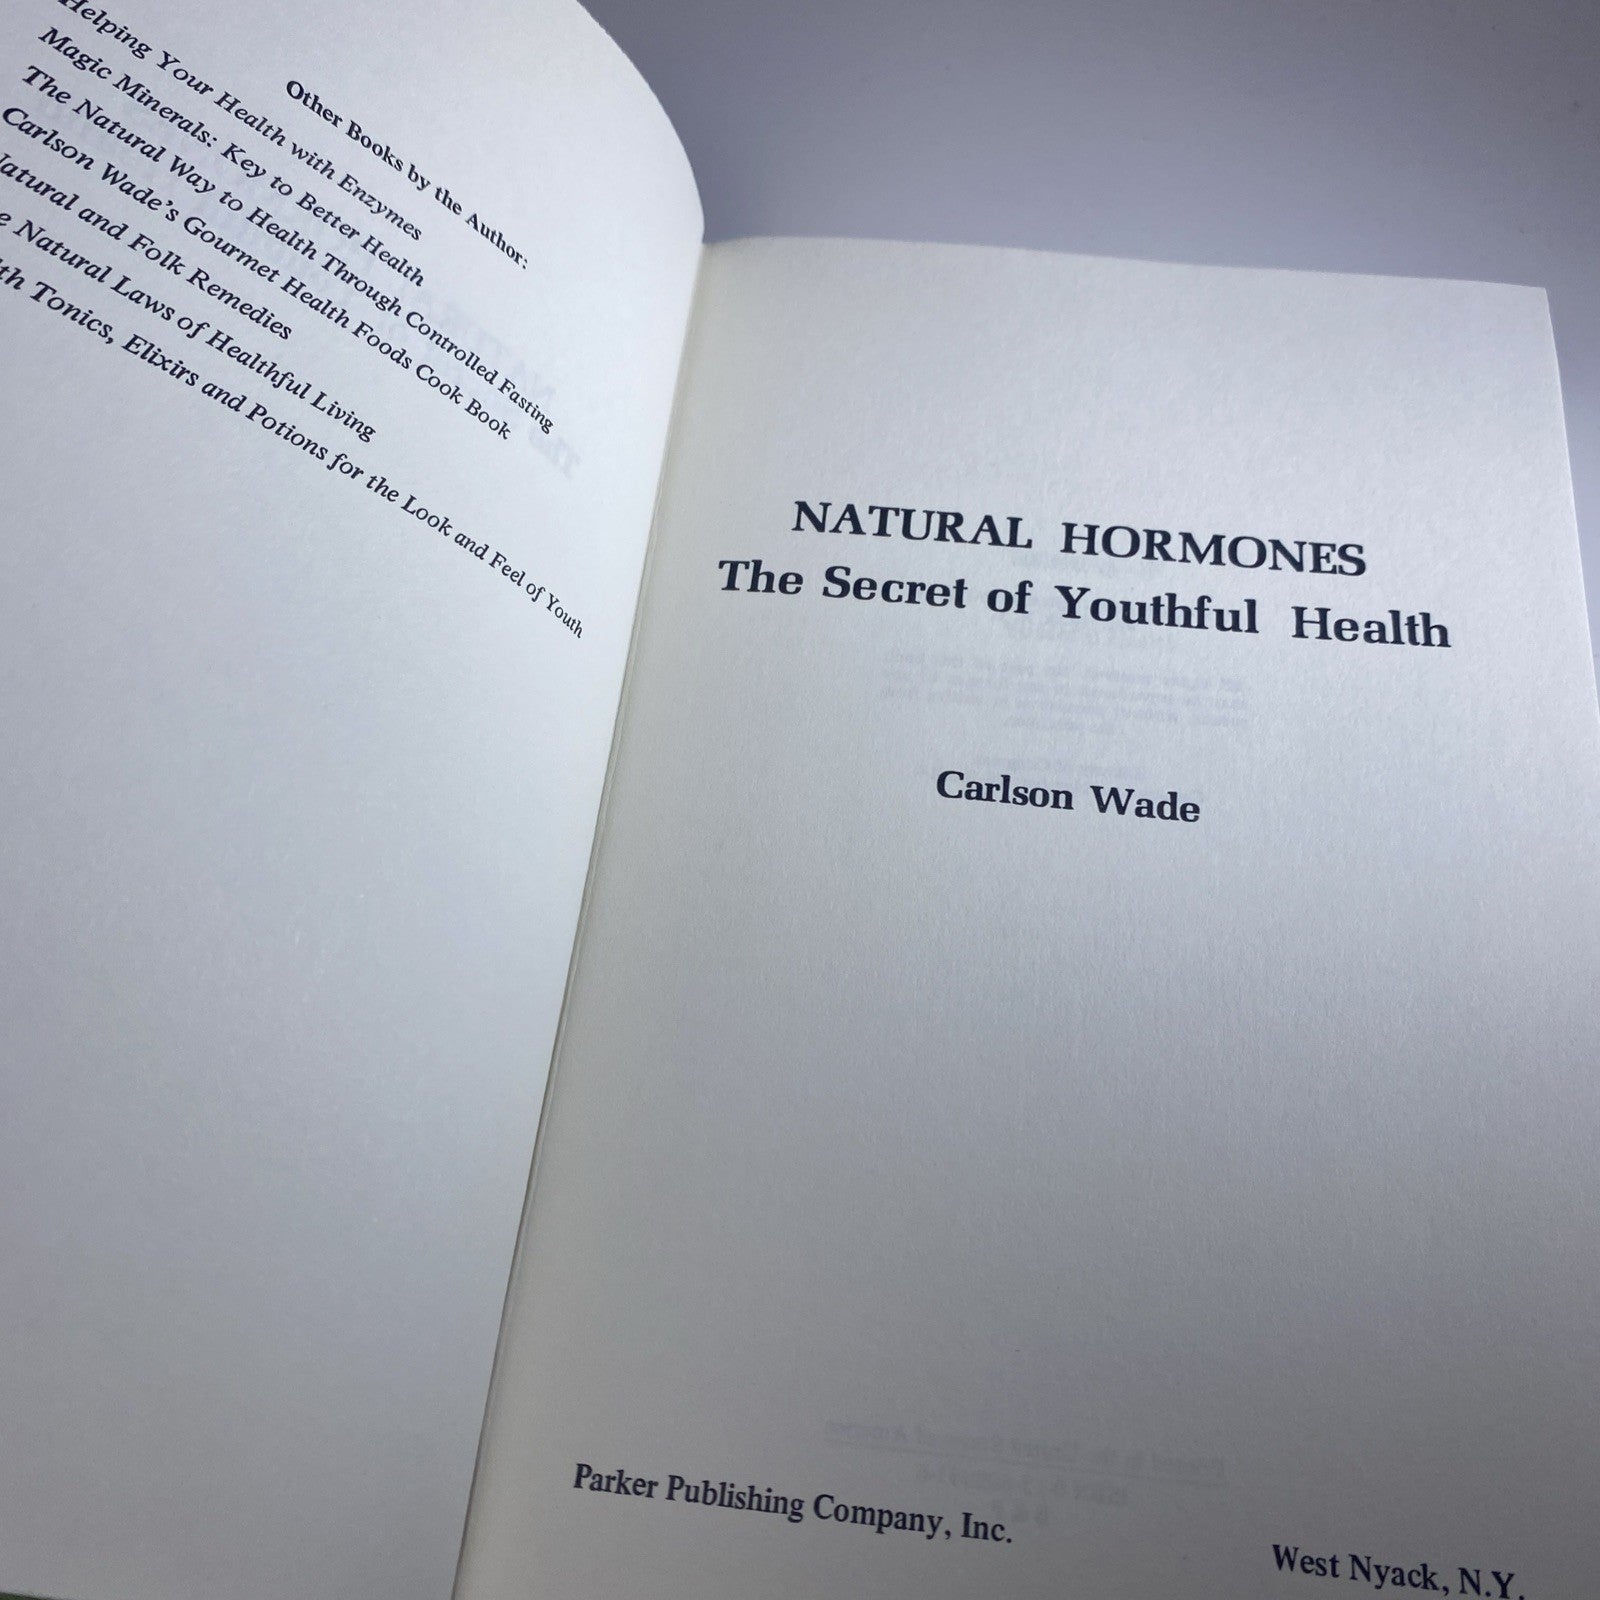 Other Books by the Author:
Helping Your Health with Enzymes
Magic Minerals: Key to Better Health
The Natural Way to Health Through Controlled Fasting
Carlson Wade's Gourmet Health Foods Cook Book
Natural and Folk Remedies
Natural Laws of Healthful Living
Tonics, Elixirs and Potions for the Look and Feel of Youth
NATURAL HORMONES
The Secret of Youthful Health
Carlson Wade
Parker Publishing Company, Inc.
West Nyack, N.Y.